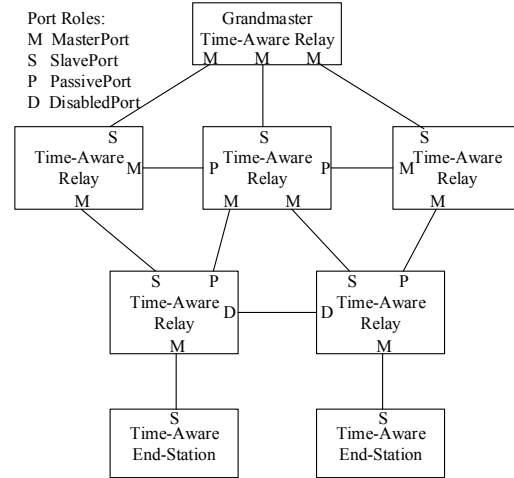 Port Roles:
M MasterPort
S SlavePort
P PassivePort
D DisabledPort
Grandmaster
Time-Aware Relay
M M M
S
Time-Aware
Relay
M
M
S
Time-Aware
Relay
P
P
M
M
S
Time-Aware
Relay
M
M
S
P
Time-Aware
Relay
D
M
S
P
Time-Aware
Relay
D
M
S
Time-Aware
End-Station
S
Time-Aware
End-Station